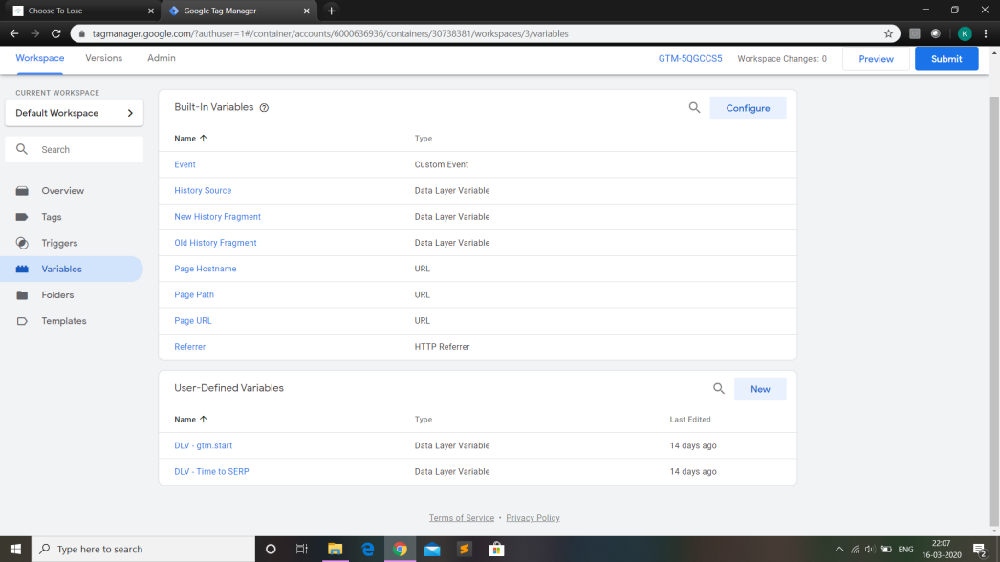 Choose To Lose
Google Tag Manager
tagmanager.google.com/?authuser=1#/container/accounts/6000636936/containers/30738381/workspaces/3/variables
K
Workspace Versions Admin GTM-5QGCCS5 Workspace Changes: 0 Preview Submit
CURRENT WORKSPACE
Default Workspace
Search
Overview
Tags
Triggers
Variables
Folders
Templates
Built-In Variables Configure
Name Type
Event Custom Event
History Source Data Layer Variable
New History Fragment Data Layer Variable
Old History Fragment Data Layer Variable
Page Hostname URL
Page Path URL
Page URL URL
Referrer HTTP Referrer
User-Defined Variables New
Name Type Last Edited
DLV - gtm.start Data Layer Variable 14 days ago
DLV - Time to SERP Data Layer Variable 14 days ago
Terms of Service • Privacy Policy
Type here to search
ENG
22:07
16-03-2020
2